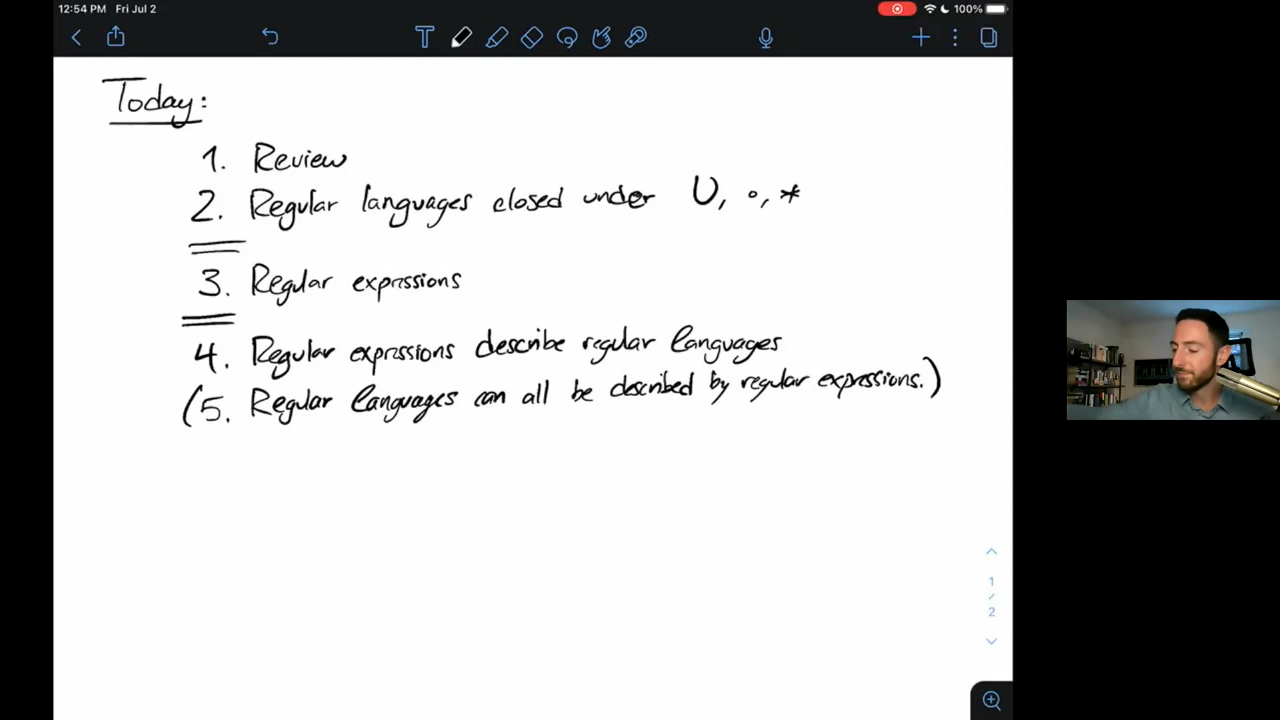 12:54 PM Fri Jul 2
100%
Today:
1. Review
2. Regular languages closed under ∪, ∘, *
3. Regular expressions
4. Regular expressions describe regular languages
(5. Regular languages can all be described by regular expressions.)
1
/
2